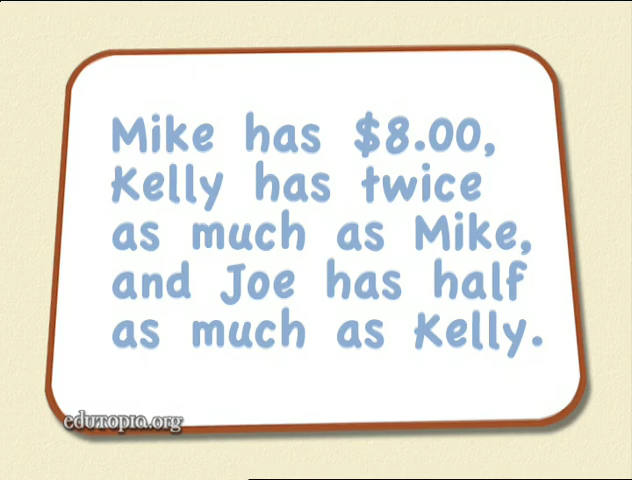 Mike has $8.00,
Kelly has twice
as much as Mike,
and Joe has half
as much as Kelly.
edutopia.org